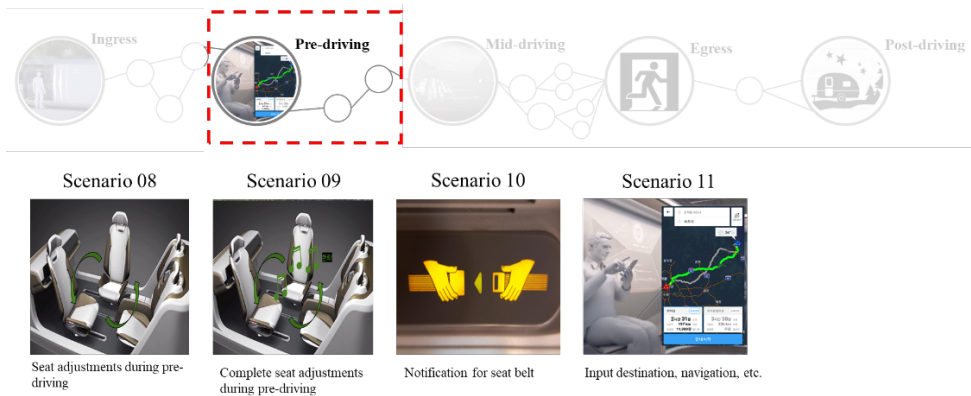 Ingress
Pre-driving
Mid-driving
Egress
Post-driving
Scenario 08
Scenario 09
Scenario 10
Scenario 11
Seat adjustments during pre-
driving
Complete seat adjustments
during pre-driving
Notification for seat belt
Input destination, navigation, etc.